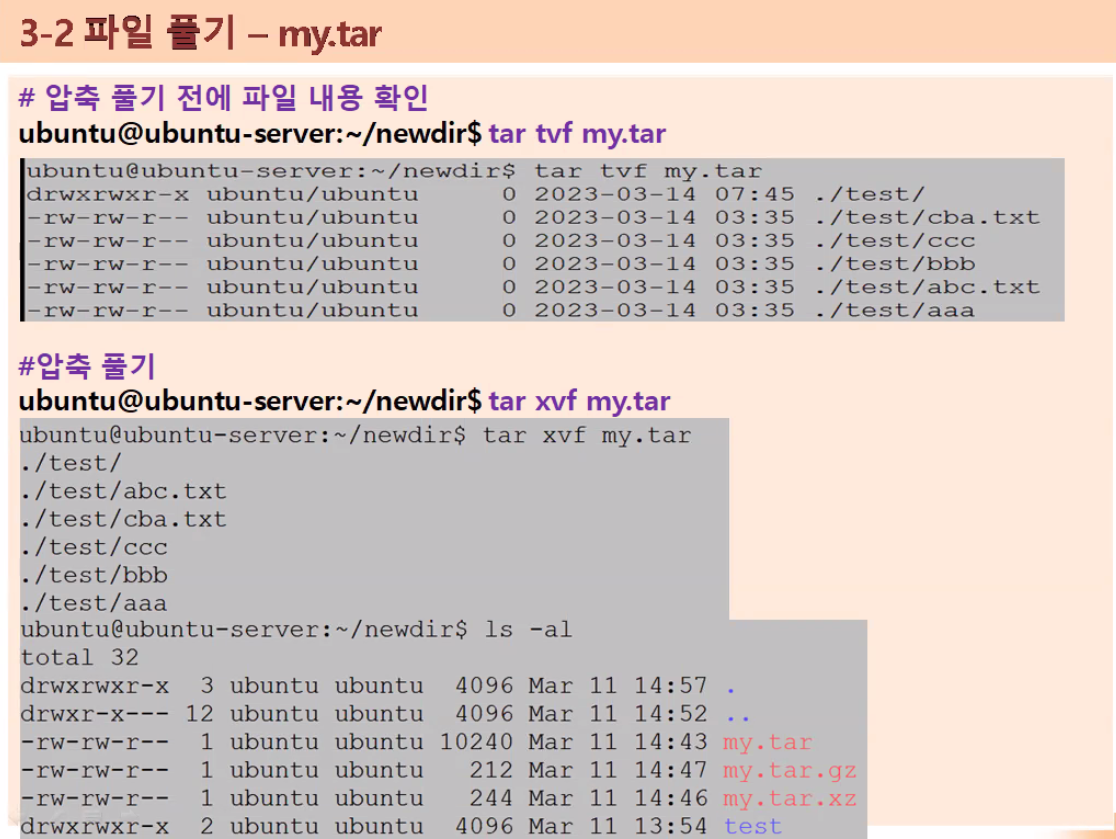 3-2 파일 풀기 – my.tar
# 압축 풀기 전에 파일 내용 확인
ubuntu@ubuntu-server:~/newdir$ tar tvf my.tar
ubuntu@ubuntu-server:~/newdir$ tar tvf my.tar
drwxrwxr-x ubuntu/ubuntu 0 2023-03-14 07:45 ./test/
-rw-rw-r-- ubuntu/ubuntu 0 2023-03-14 03:35 ./test/cba.txt
-rw-rw-r-- ubuntu/ubuntu 0 2023-03-14 03:35 ./test/ccc
-rw-rw-r-- ubuntu/ubuntu 0 2023-03-14 03:35 ./test/bbb
-rw-rw-r-- ubuntu/ubuntu 0 2023-03-14 03:35 ./test/abc.txt
-rw-rw-r-- ubuntu/ubuntu 0 2023-03-14 03:35 ./test/aaa
#압축 풀기
ubuntu@ubuntu-server:~/newdir$ tar xvf my.tar
ubuntu@ubuntu-server:~/newdir$ tar xvf my.tar
./test/
./test/abc.txt
./test/cba.txt
./test/ccc
./test/bbb
./test/aaa
ubuntu@ubuntu-server:~/newdir$ ls -al
total 32
drwxrwxr-x 3 ubuntu ubuntu 4096 Mar 11 14:57 .
drwxr-x--- 12 ubuntu ubuntu 4096 Mar 11 14:52 ..
-rw-rw-r-- 1 ubuntu ubuntu 10240 Mar 11 14:43 my.tar
-rw-rw-r-- 1 ubuntu ubuntu 212 Mar 11 14:47 my.tar.gz
-rw-rw-r-- 1 ubuntu ubuntu 244 Mar 11 14:46 my.tar.xz
drwxrwxr-x 2 ubuntu ubuntu 4096 Mar 11 13:54 test